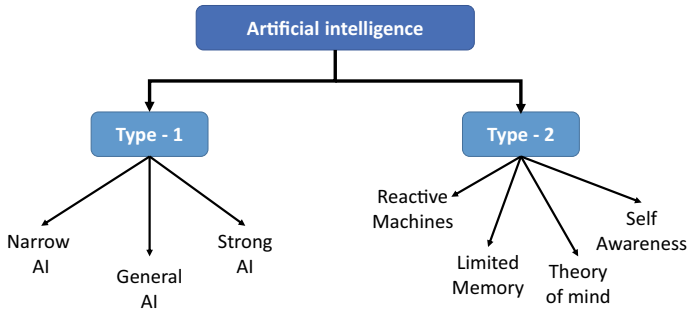 Artificial intelligence
Type - 1
Type - 2
Narrow
AI
General
AI
Strong
AI
Reactive
Machines
Limited
Memory
Theory
of mind
Self
Awareness